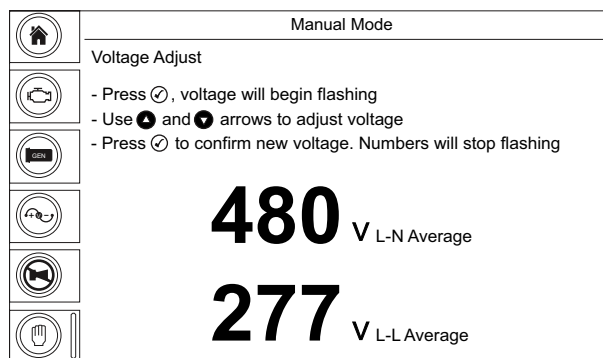 Manual Mode
Voltage Adjust
- Press , voltage will begin flashing
- Use and arrows to adjust voltage
- Press to confirm new voltage. Numbers will stop flashing
GEN
480 V L-N Average
277 V L-L Average